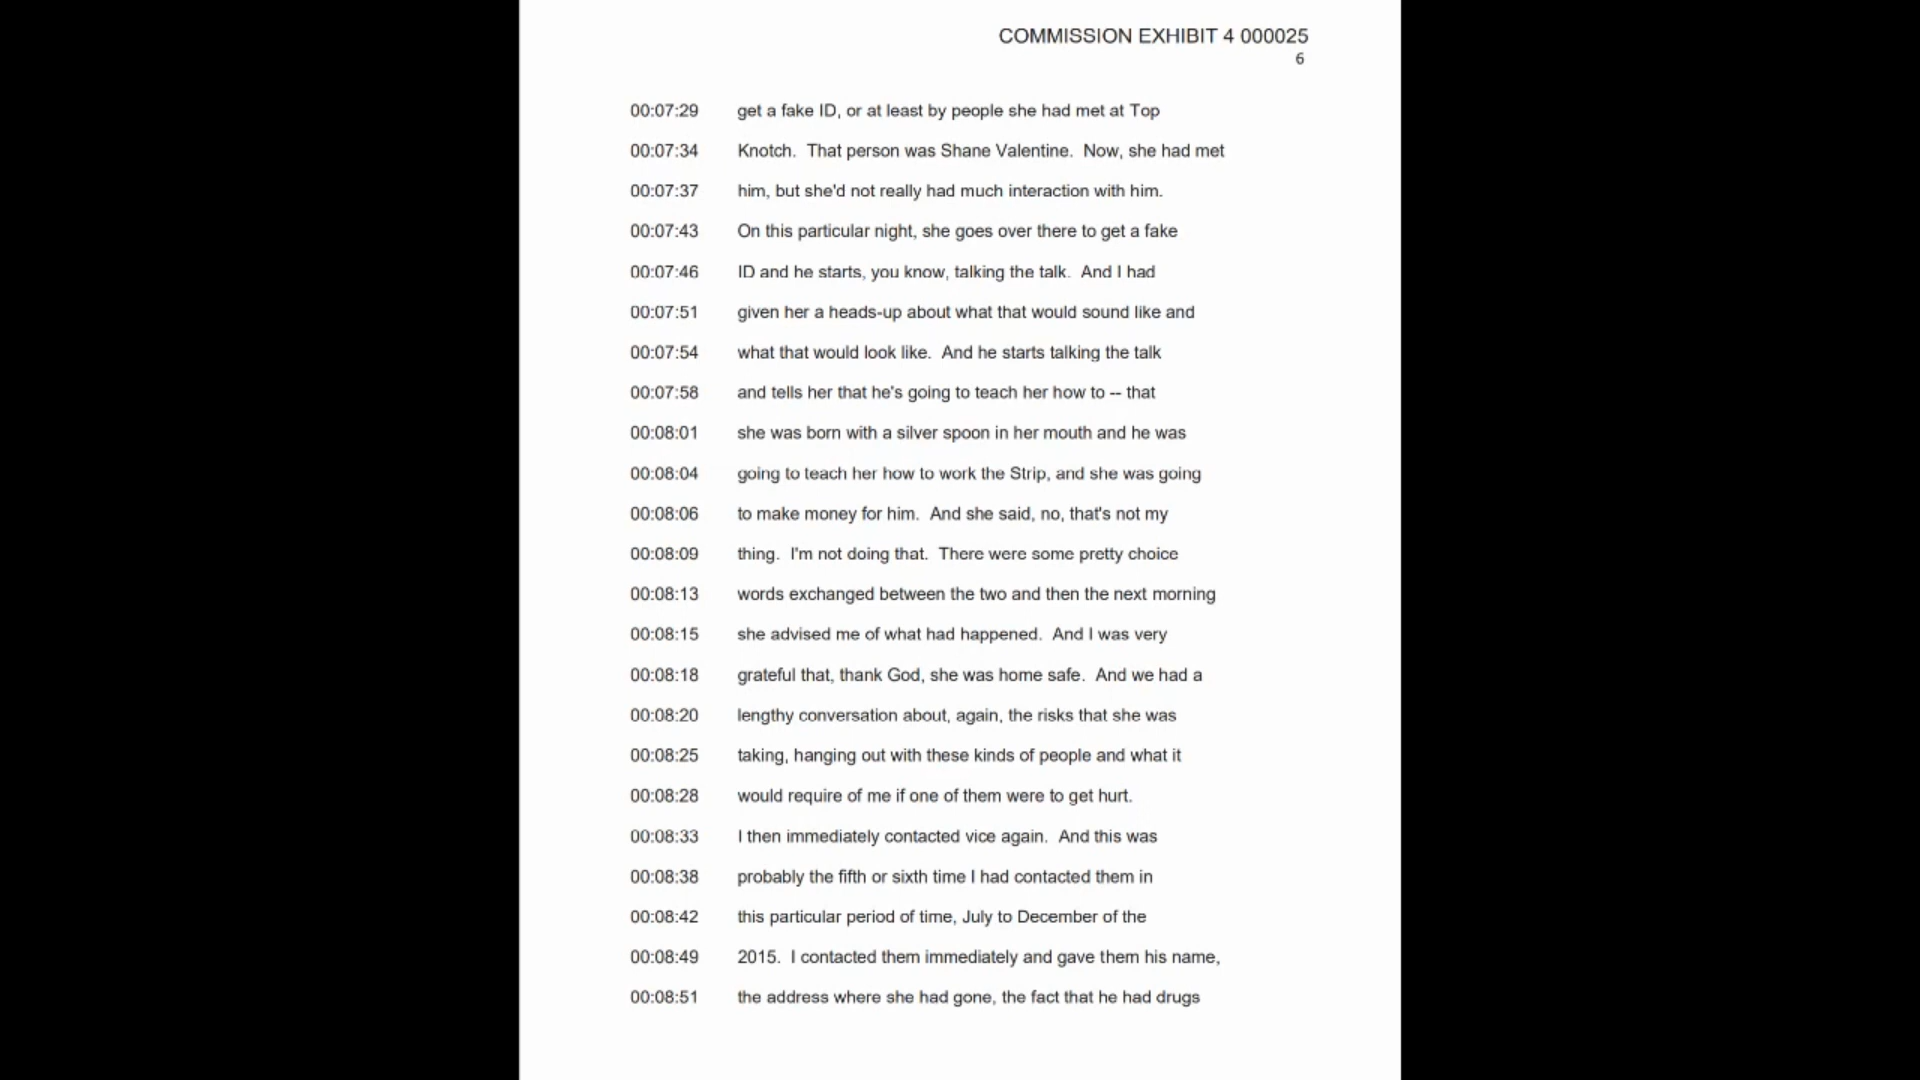 COMMISSION EXHIBIT 4 000025
6
00:07:29 get a fake ID, or at least by people she had met at Top
00:07:34 Knotch. That person was Shane Valentine. Now, she had met
00:07:37 him, but she'd not really had much interaction with him.
00:07:43 On this particular night, she goes over there to get a fake
00:07:46 ID and he starts, you know, talking the talk. And I had
00:07:51 given her a heads-up about what that would sound like and
00:07:54 what that would look like. And he starts talking the talk
00:07:58 and tells her that he's going to teach her how to -- that
00:08:01 she was born with a silver spoon in her mouth and he was
00:08:04 going to teach her how to work the Strip, and she was going
00:08:06 to make money for him. And she said, no, that's not my
00:08:09 thing. I'm not doing that. There were some pretty choice
00:08:13 words exchanged between the two and then the next morning
00:08:15 she advised me of what had happened. And I was very
00:08:18 grateful that, thank God, she was home safe. And we had a
00:08:20 lengthy conversation about, again, the risks that she was
00:08:25 taking, hanging out with these kinds of people and what it
00:08:28 would require of me if one of them were to get hurt.
00:08:33 I then immediately contacted vice again. And this was
00:08:38 probably the fifth or sixth time I had contacted them in
00:08:42 this particular period of time, July to December of the
00:08:49 2015. I contacted them immediately and gave them his name,
00:08:51 the address where she had gone, the fact that he had drugs